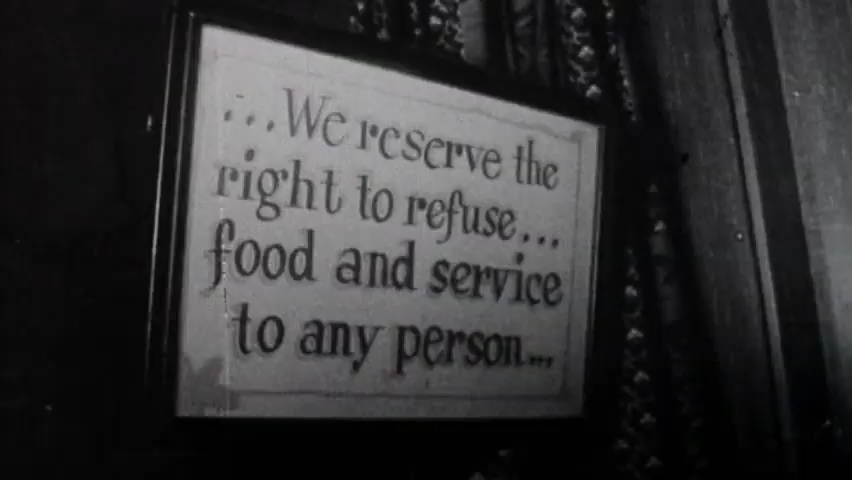 ...We reserve the
right to refuse...
food and service
to any person...